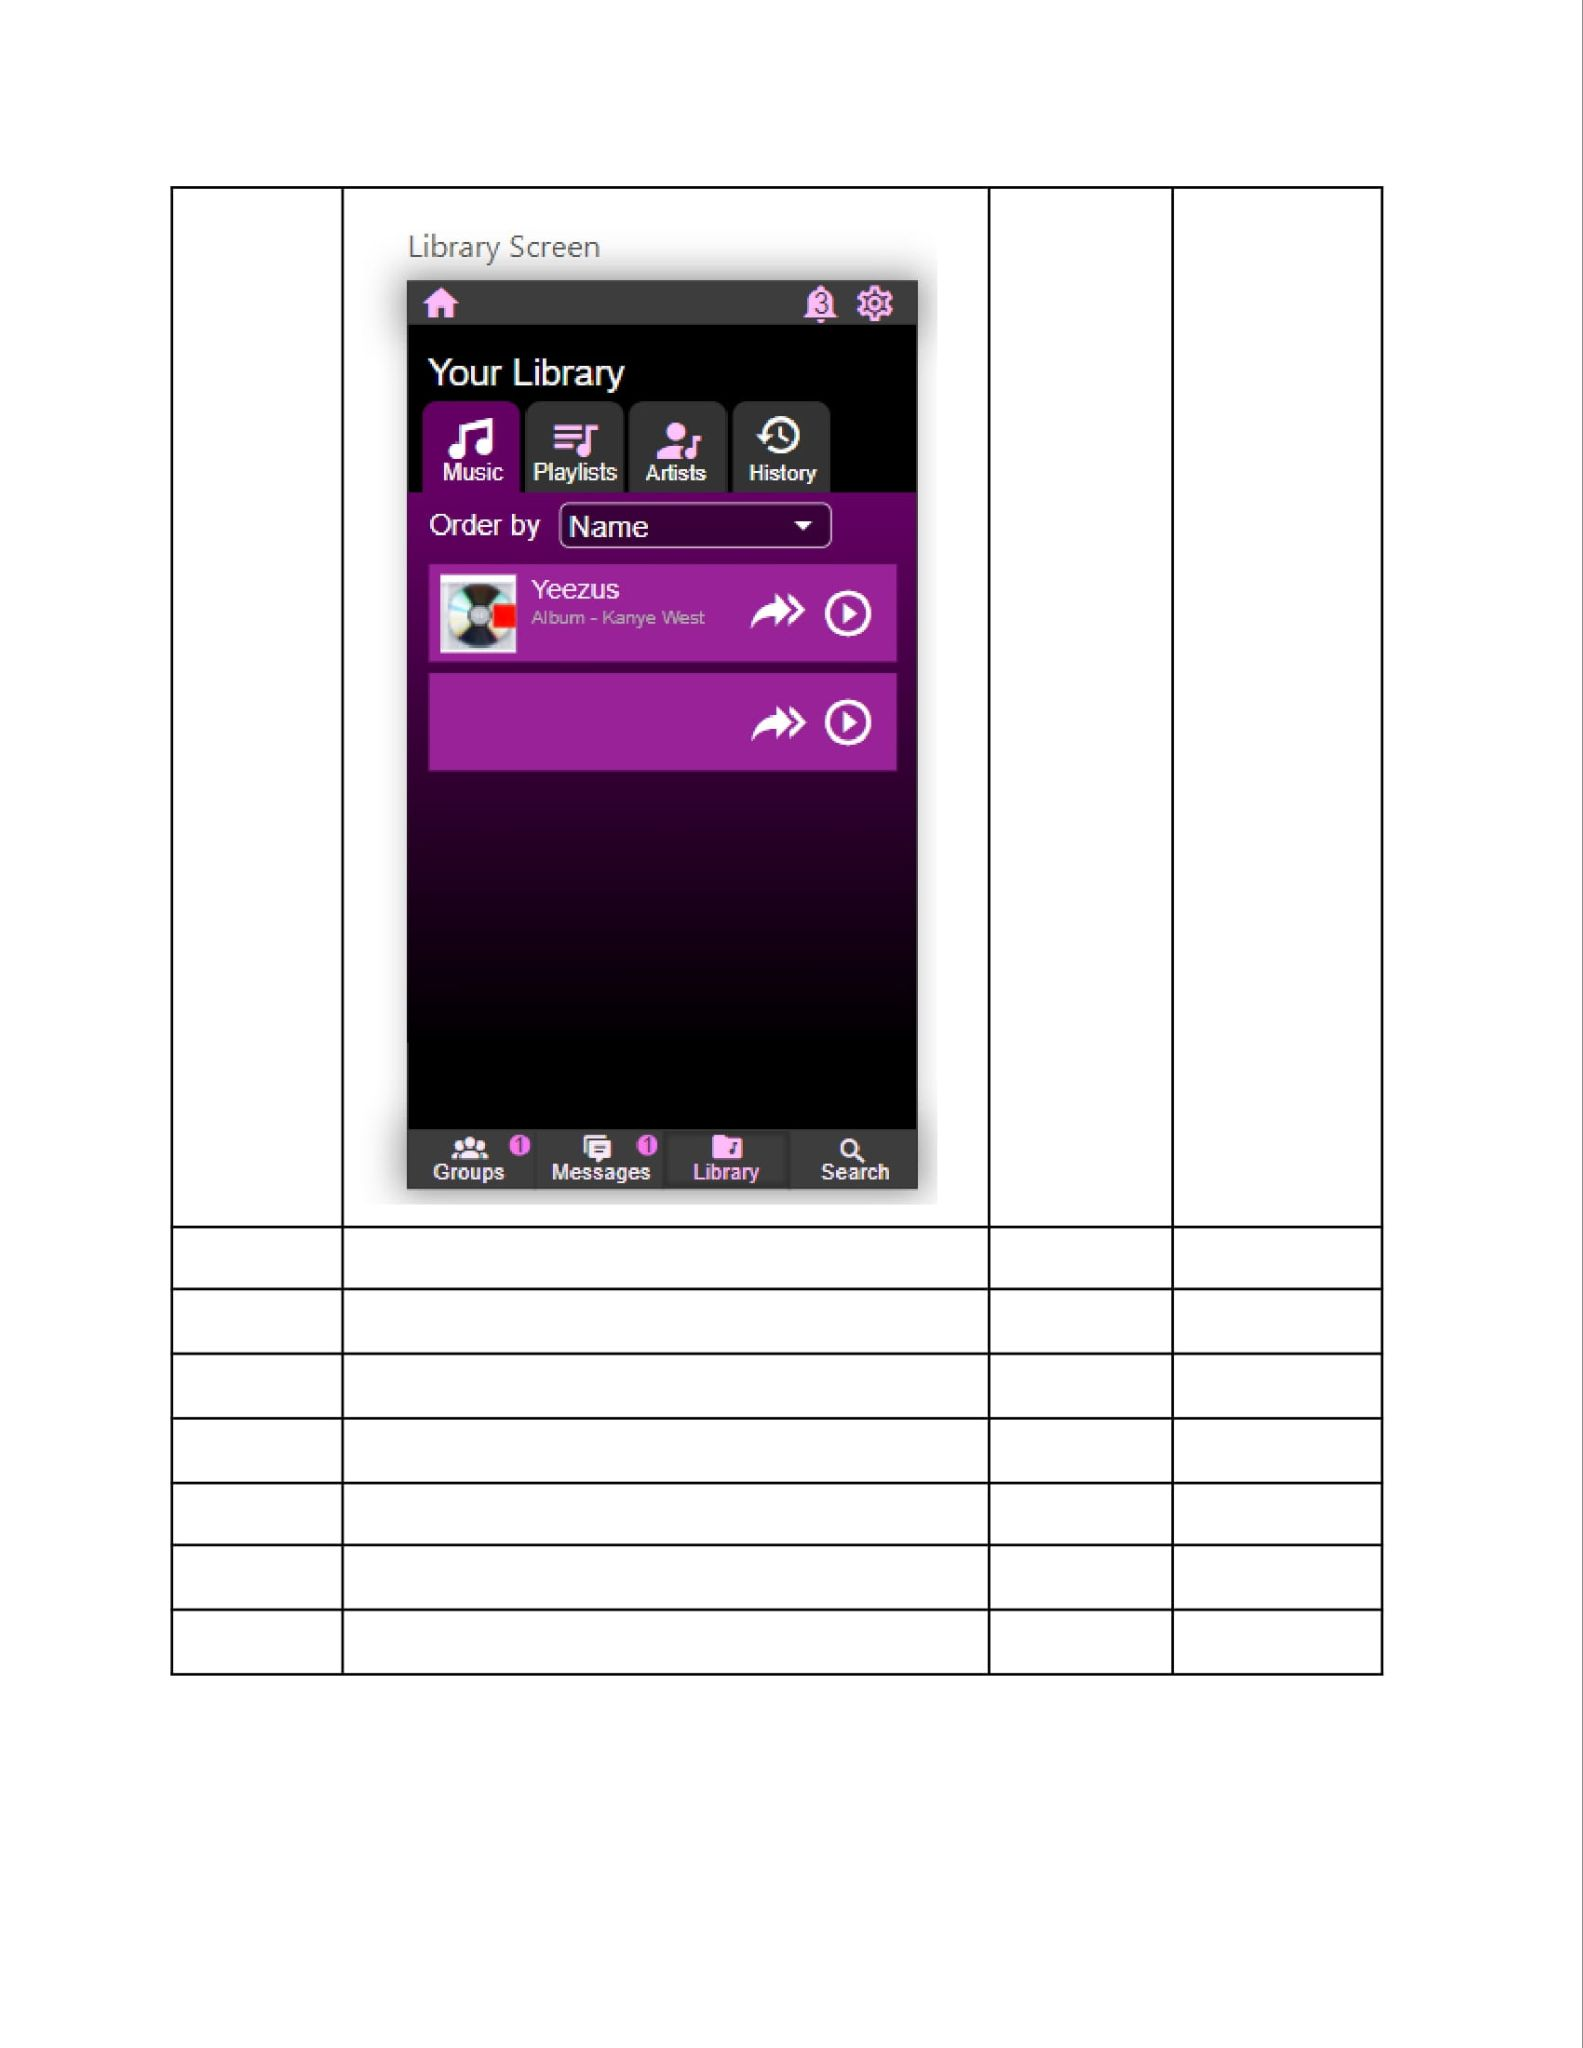 Library Screen
3
Your Library
Music Playlists Artists History
Order by Name
Yeezus
Album - Kanye West
1 1
Groups Messages Library Search